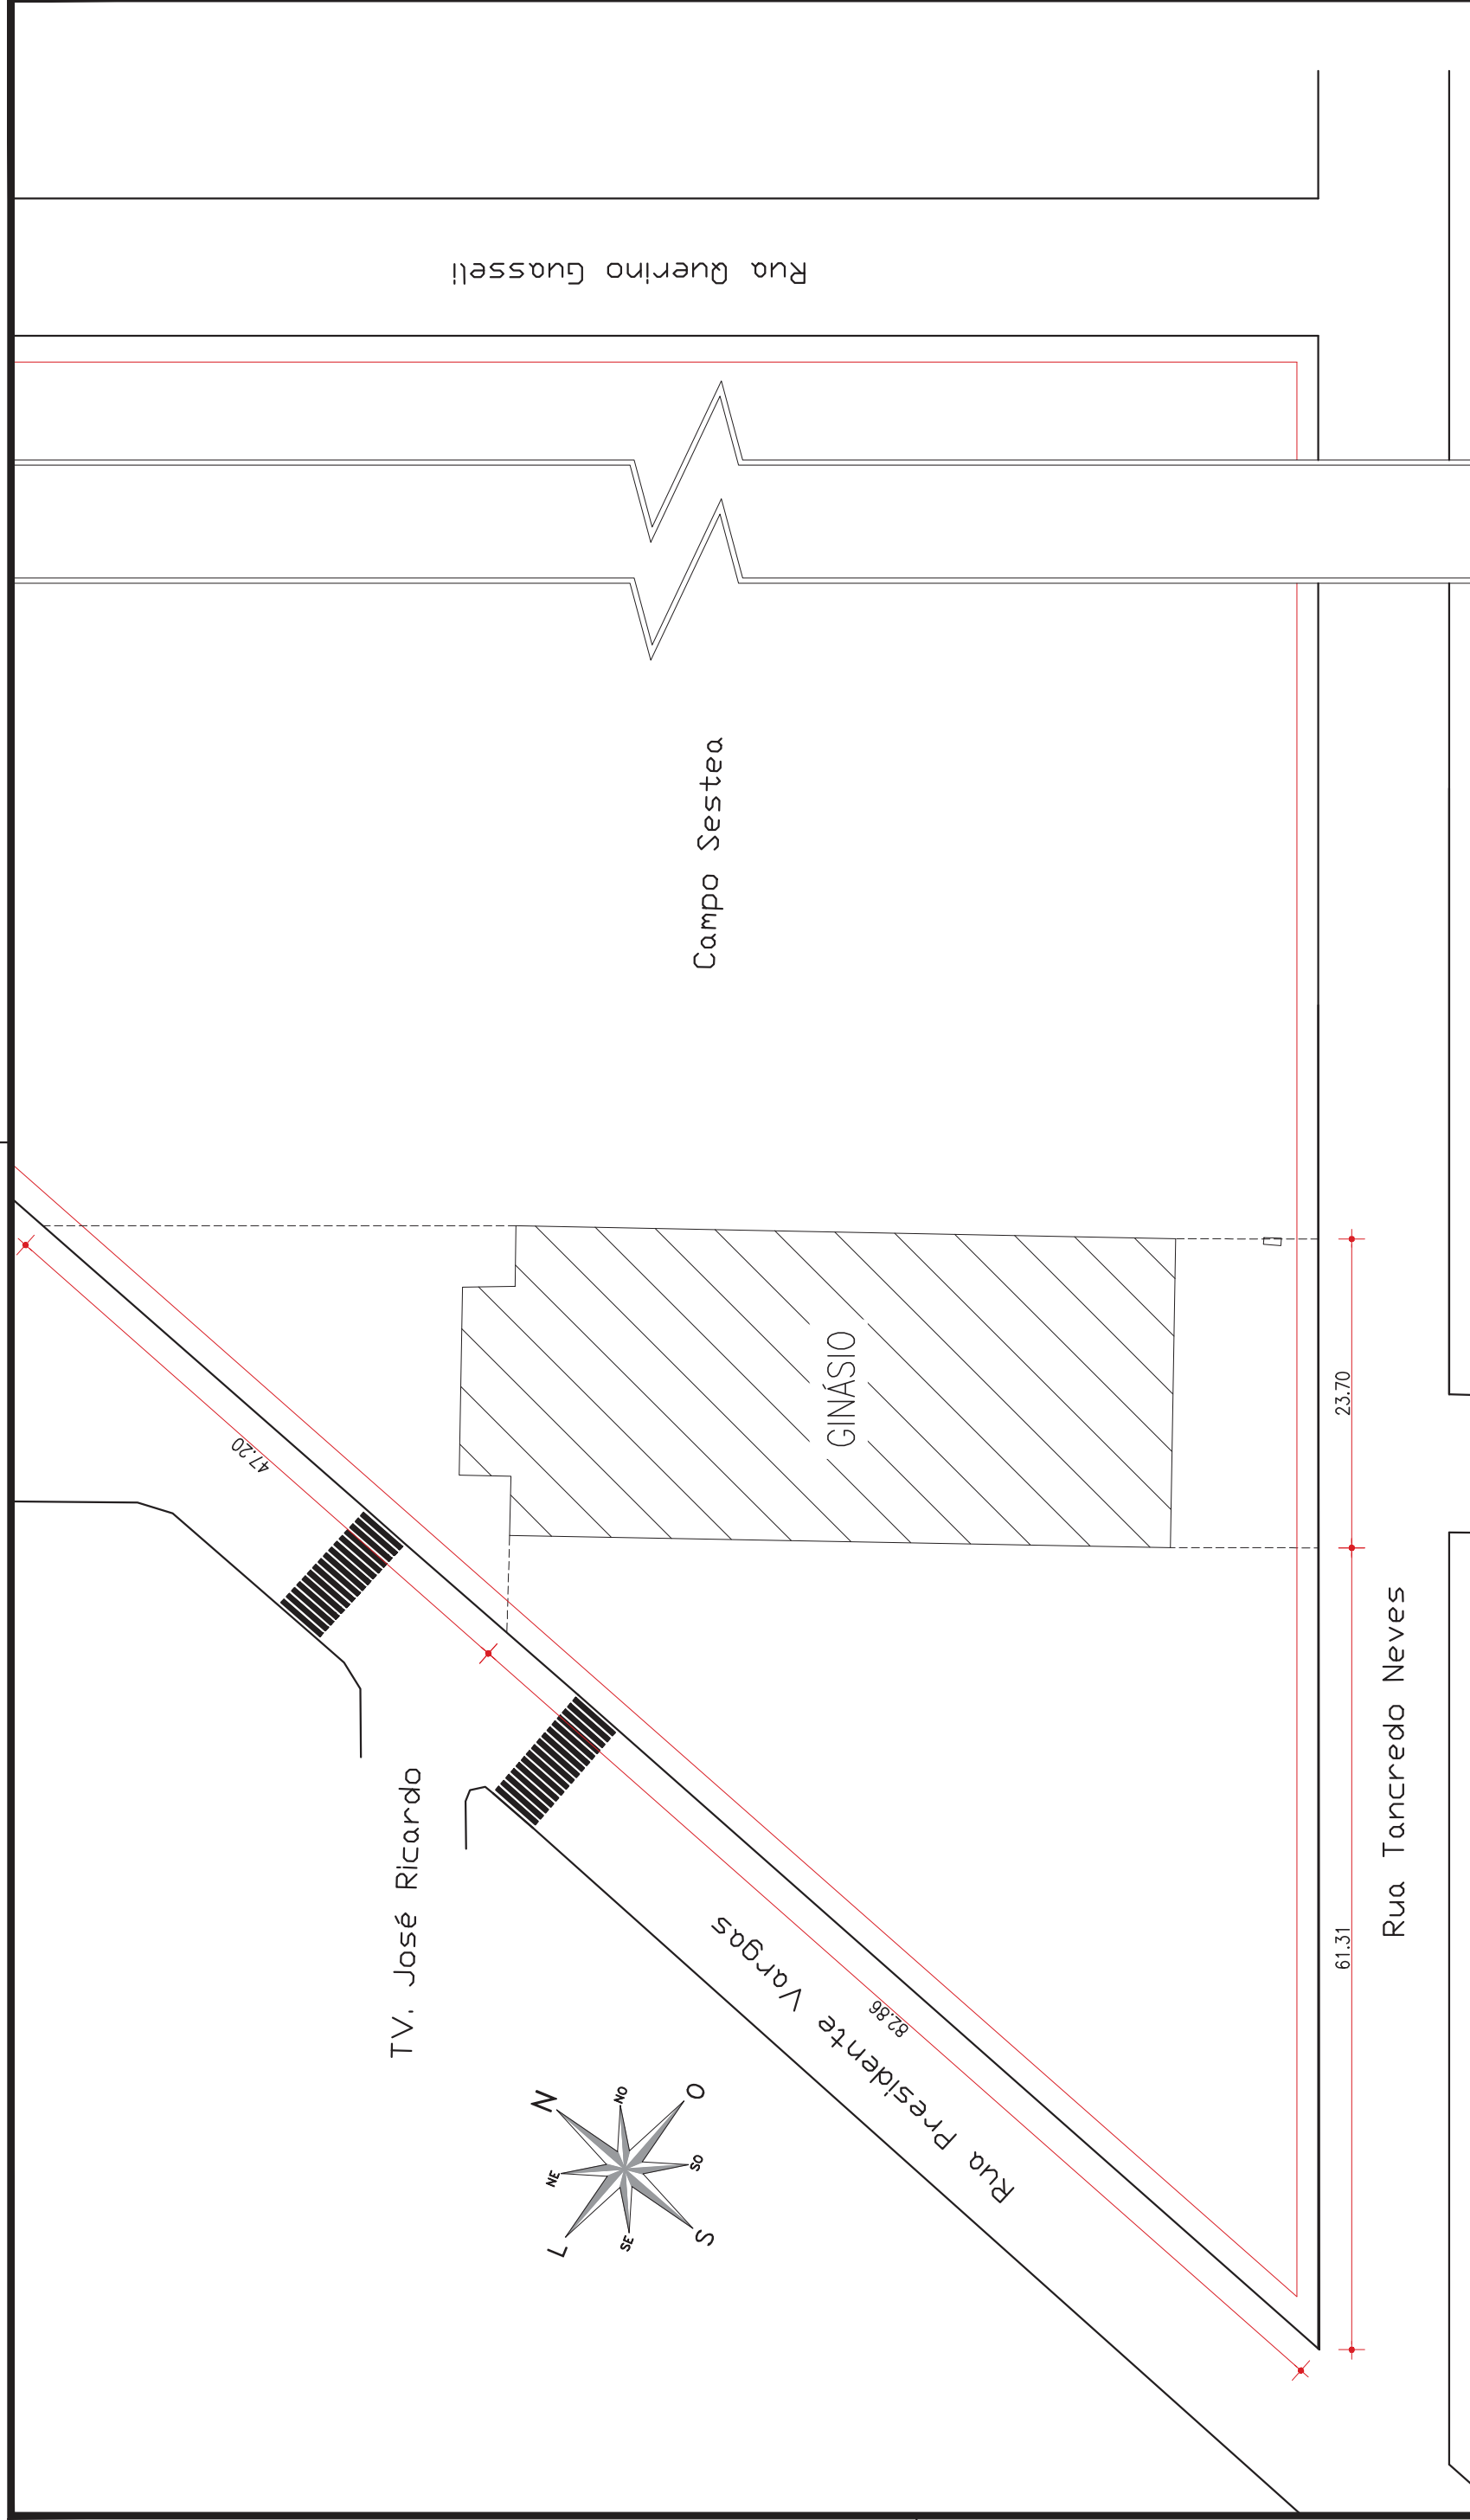 Rua Querino Guasseli
Campo Sestea
GINÁSIO
23.70
47.20
Rua Tancredo Neves
61.31
TV. José Ricardo
Rua Presidente Vargas
82.86
N
NO
O
NE
SO
L
SE
S